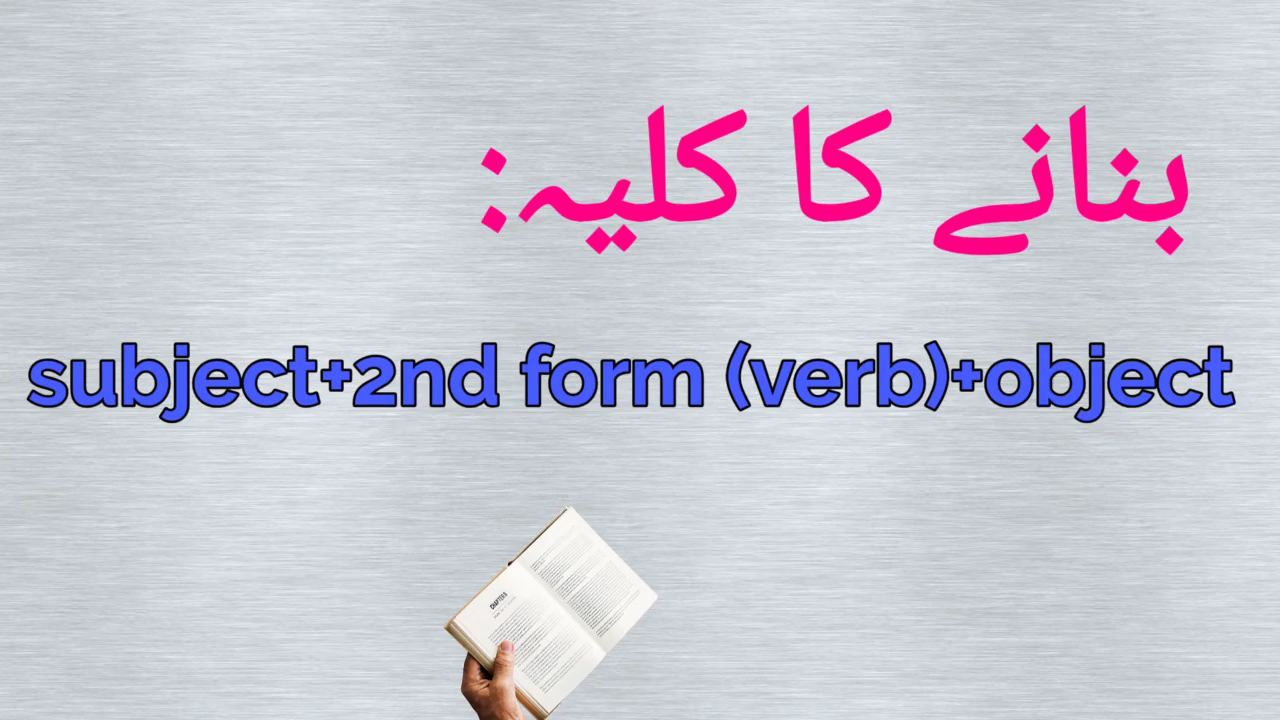 بنانے کا کلیہ:
subject+2nd form (verb)+object